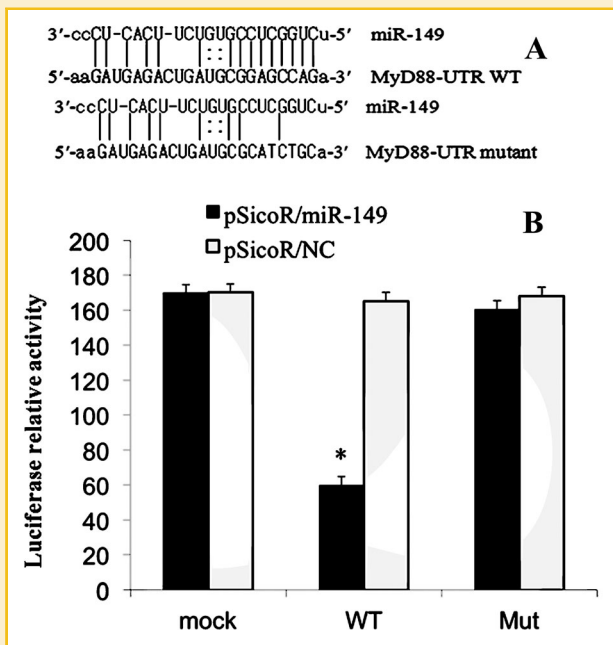 3'-ccCU-CACU-UCUGUGCCUCGGUCu-5' miR-149
A
5'-aaGAUGAGACUGAUGCGGAGCCAGa-3' MyD88-UTR WT
3'-ccCU-CACU-UCUGUGCCUCGGUCu-5' miR-149
5'-aaGAUGAGACUGAUGCGCATCTGCa-3' MyD88-UTR mutant
pSicoR/miR-149
B
pSicoR/NC
Luciferase relative activity
200
180
160
140
120
100
80
60
40
20
0
*
mock WT Mut